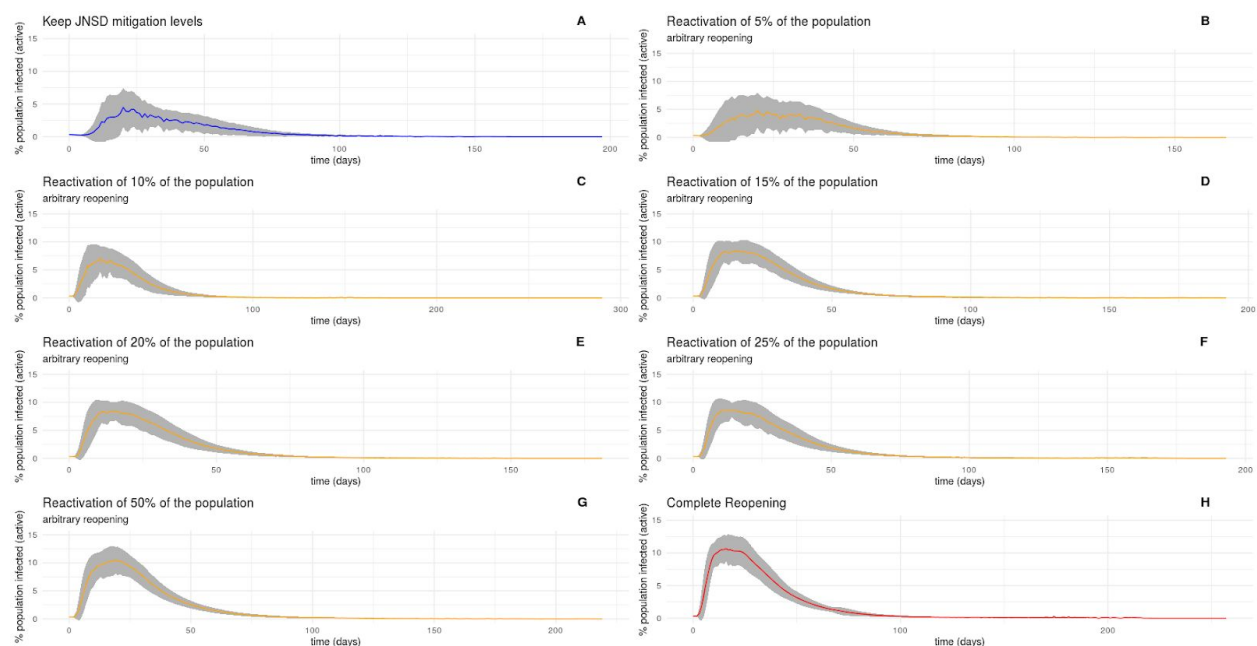 Keep JNSD mitigation levels
A
% population infected (active)
15
10
5
0
0 50 100 150 200
time (days)
Reactivation of 5% of the population
B
arbitrary reopening
% population infected (active)
15
10
5
0
0 50 100 150
time (days)
Reactivation of 10% of the population
C
arbitrary reopening
% population infected (active)
15
10
5
0
0 100 200 300
time (days)
Reactivation of 15% of the population
D
arbitrary reopening
% population infected (active)
15
10
5
0
0 50 100 150 200
time (days)
Reactivation of 20% of the population
E
arbitrary reopening
% population infected (active)
15
10
5
0
0 50 100 150
time (days)
Reactivation of 25% of the population
F
arbitrary reopening
% population infected (active)
15
10
5
0
0 50 100 150 200
time (days)
Reactivation of 50% of the population
G
arbitrary reopening
% population infected (active)
15
10
5
0
0 50 100 150 200
time (days)
Complete Reopening
H
% population infected (active)
15
10
5
0
0 100 200
time (days)